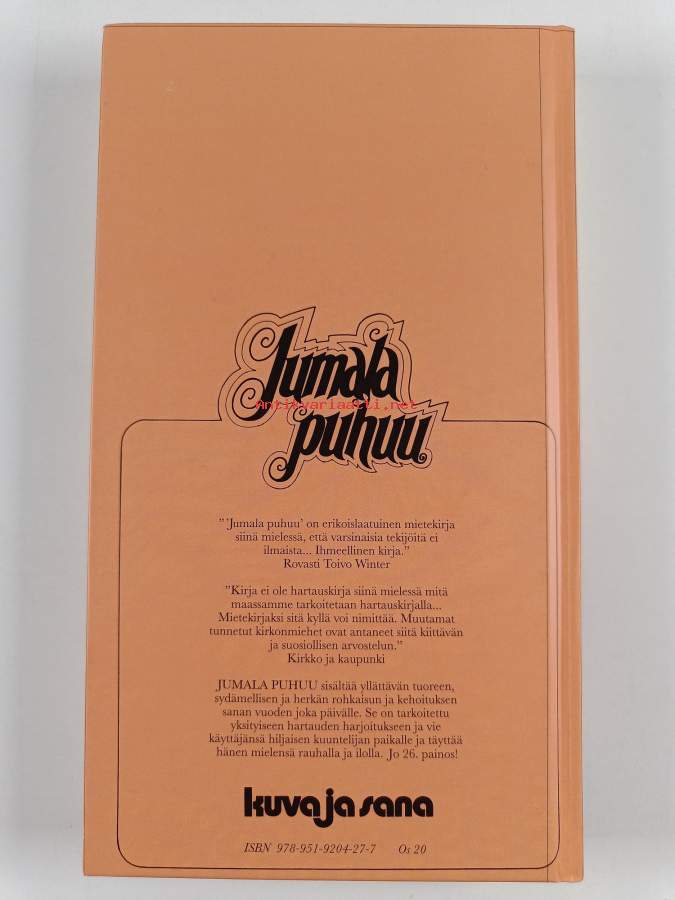 Jumala
antikvariaatti.net
puhuu
”'Jumala puhuu' on erikoislaatuinen mietekirja
siinä mielessä, että varsinaisia tekijöitä ei
ilmaista... Ihmeellinen kirja.”
Rovasti Toivo Winter
”Kirja ei ole hartauskirja siinä mielessä mitä
maassamme tarkoitetaan hartauskirjalla...
Mietekirjaksi sitä kyllä voi nimittää. Muutamat
tunnetut kirkonmiehet ovat antaneet siitä kiittävän
ja suosiollisen arvostelun.”
Kirkko ja kaupunki
JUMALA PUHUU sisältää yllättävän tuoreen,
sydämellisen ja herkän rohkaisun ja kehoituksen
sanan vuoden joka päivälle. Se on tarkoitettu
yksityiseen hartauden harjoitukseen ja vie
käyttäjänsä hiljaisen kuuntelijan paikalle ja täyttää
hänen mielensä rauhalla ja ilolla. Jo 26. painos!
kuva ja sana
ISBN 978-951-9204-27-7 Os 20